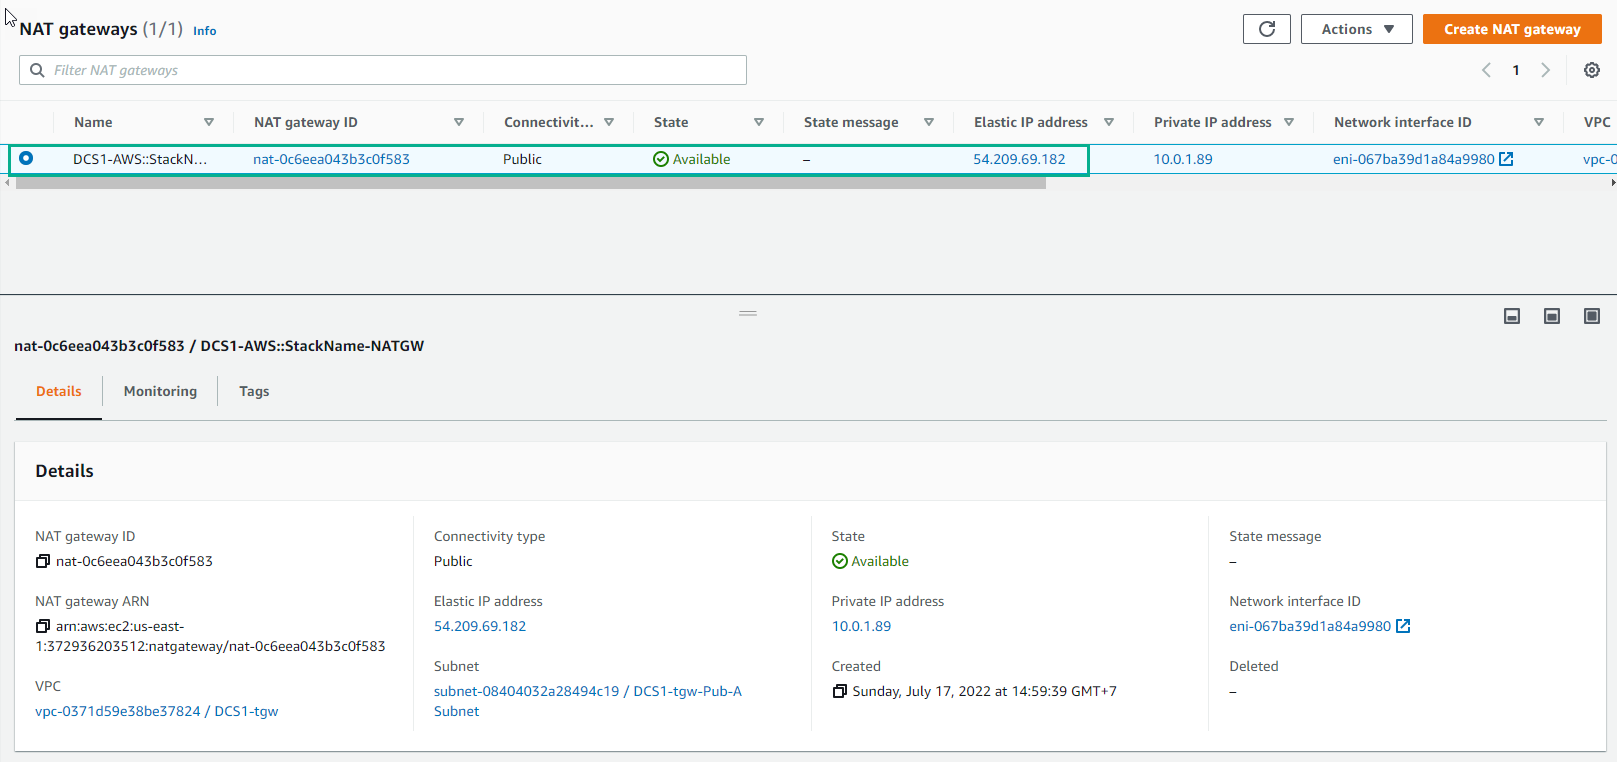 NAT gateways (1/1) Info
Actions
Create NAT gateway
Filter NAT gateways
1
Name NAT gateway ID Connectivit... State State message Elastic IP address Private IP address Network interface ID VPC
DCS1-AWS::StackN... nat-0c6eea043b3c0f583 Public Available – 54.209.69.182 10.0.1.89 eni-067ba39d1a84a9980 vpc-0
nat-0c6eea043b3c0f583 / DCS1-AWS::StackName-NATGW
Details Monitoring Tags
Details
NAT gateway ID
nat-0c6eea043b3c0f583
NAT gateway ARN
arn:aws:ec2:us-east-
1:372936203512:natgateway/nat-0c6eea043b3c0f583
VPC
vpc-0371d59e38be37824 / DCS1-tgw
Connectivity type
Public
Elastic IP address
54.209.69.182
Subnet
subnet-08404032a28494c19 / DCS1-tgw-Pub-A
Subnet
State
Available
Private IP address
10.0.1.89
Created
Sunday, July 17, 2022 at 14:59:39 GMT+7
State message
–
Network interface ID
eni-067ba39d1a84a9980
Deleted
–